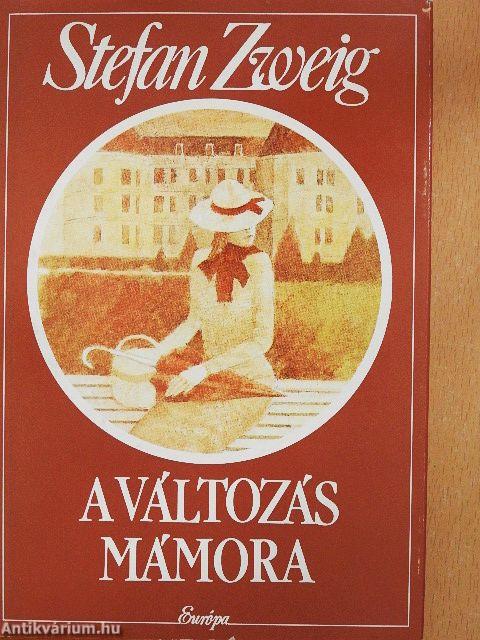 Stefan Zweig
A VÁLTOZÁS
MÁMORA
Európa
Antikvárium.hu